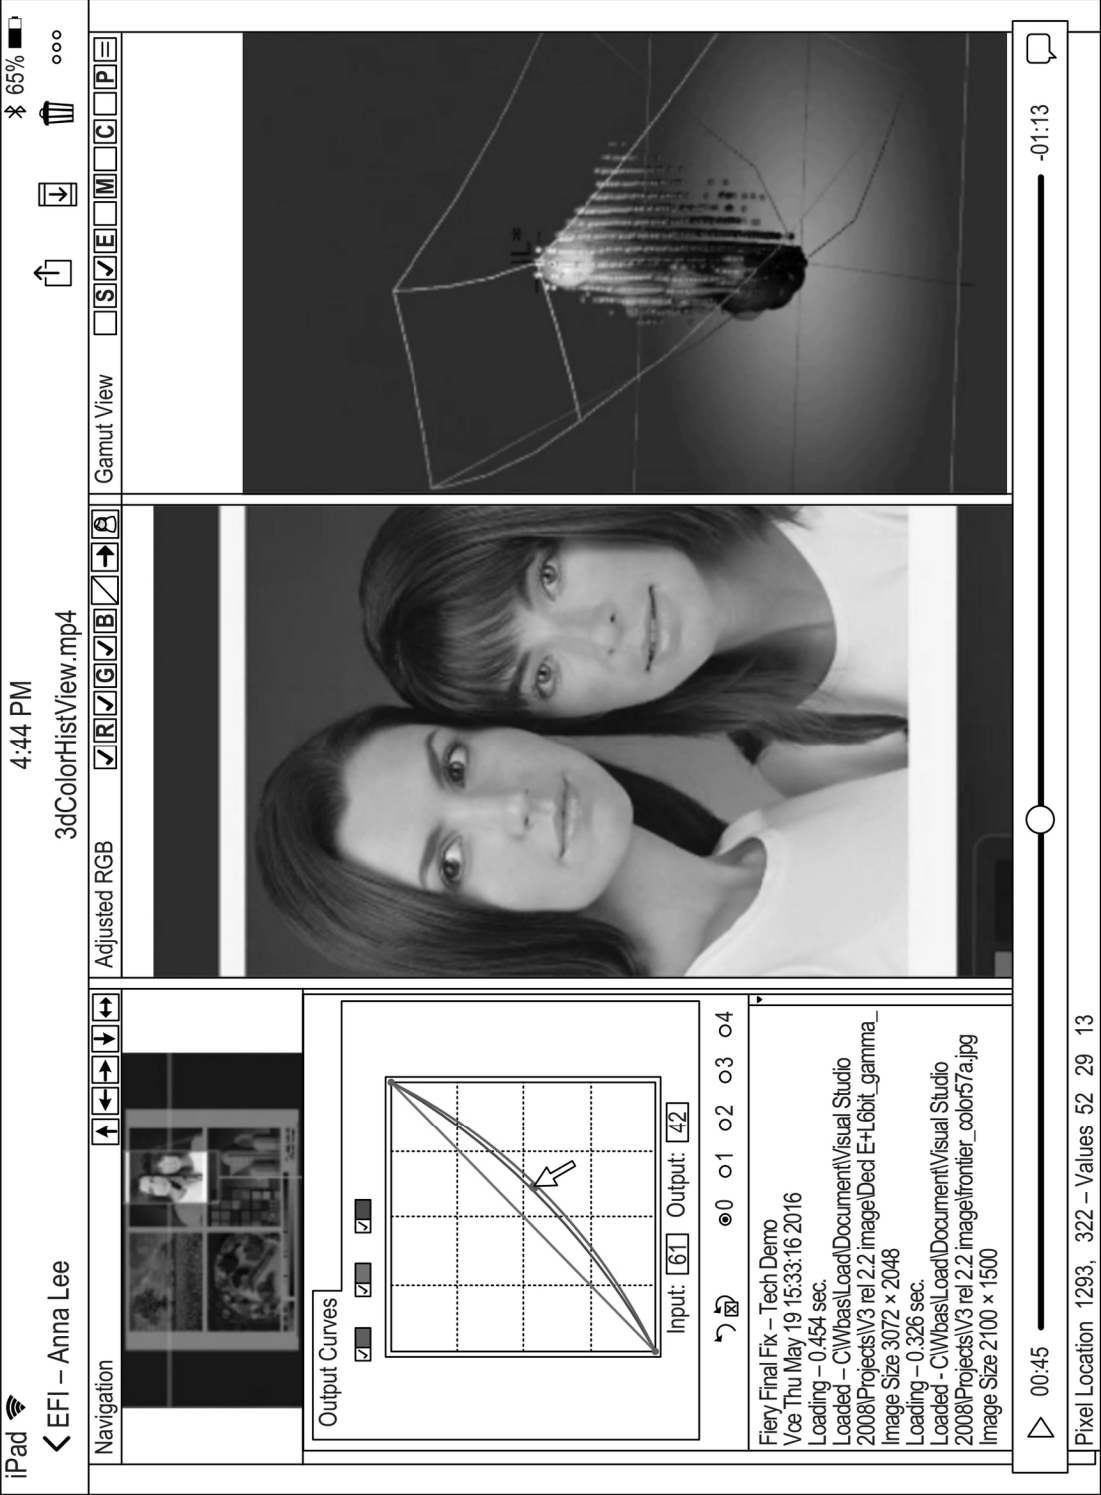 iPad 4:44 PM 65%
EFI – Anna Lee 3dColorHistView.mp4
Navigation
Adjusted RGB R G B
Gamut View S E M C P
L*
Output Curves
Input: 61 Output: 42
0 1 2 3 4
Fiery Final Fix – Tech Demo
Vce Thu May 19 15:33:16 2016
Loading – 0.454 sec.
Loaded – C\Wbas\Load\Document\Visual Studio
2008\Projects\V3 rel 2.2 image\Decl E+L6bit_gamma_
Image Size 3072 × 2048
Loading – 0.326 sec.
Loaded - C\Wbas\Load\Document\Visual Studio
2008\Projects\V3 rel 2.2 image\frontier_color57a.jpg
Image Size 2100 × 1500
00:45 -01:13
Pixel Location 1293, 322 – Values 52 29 13